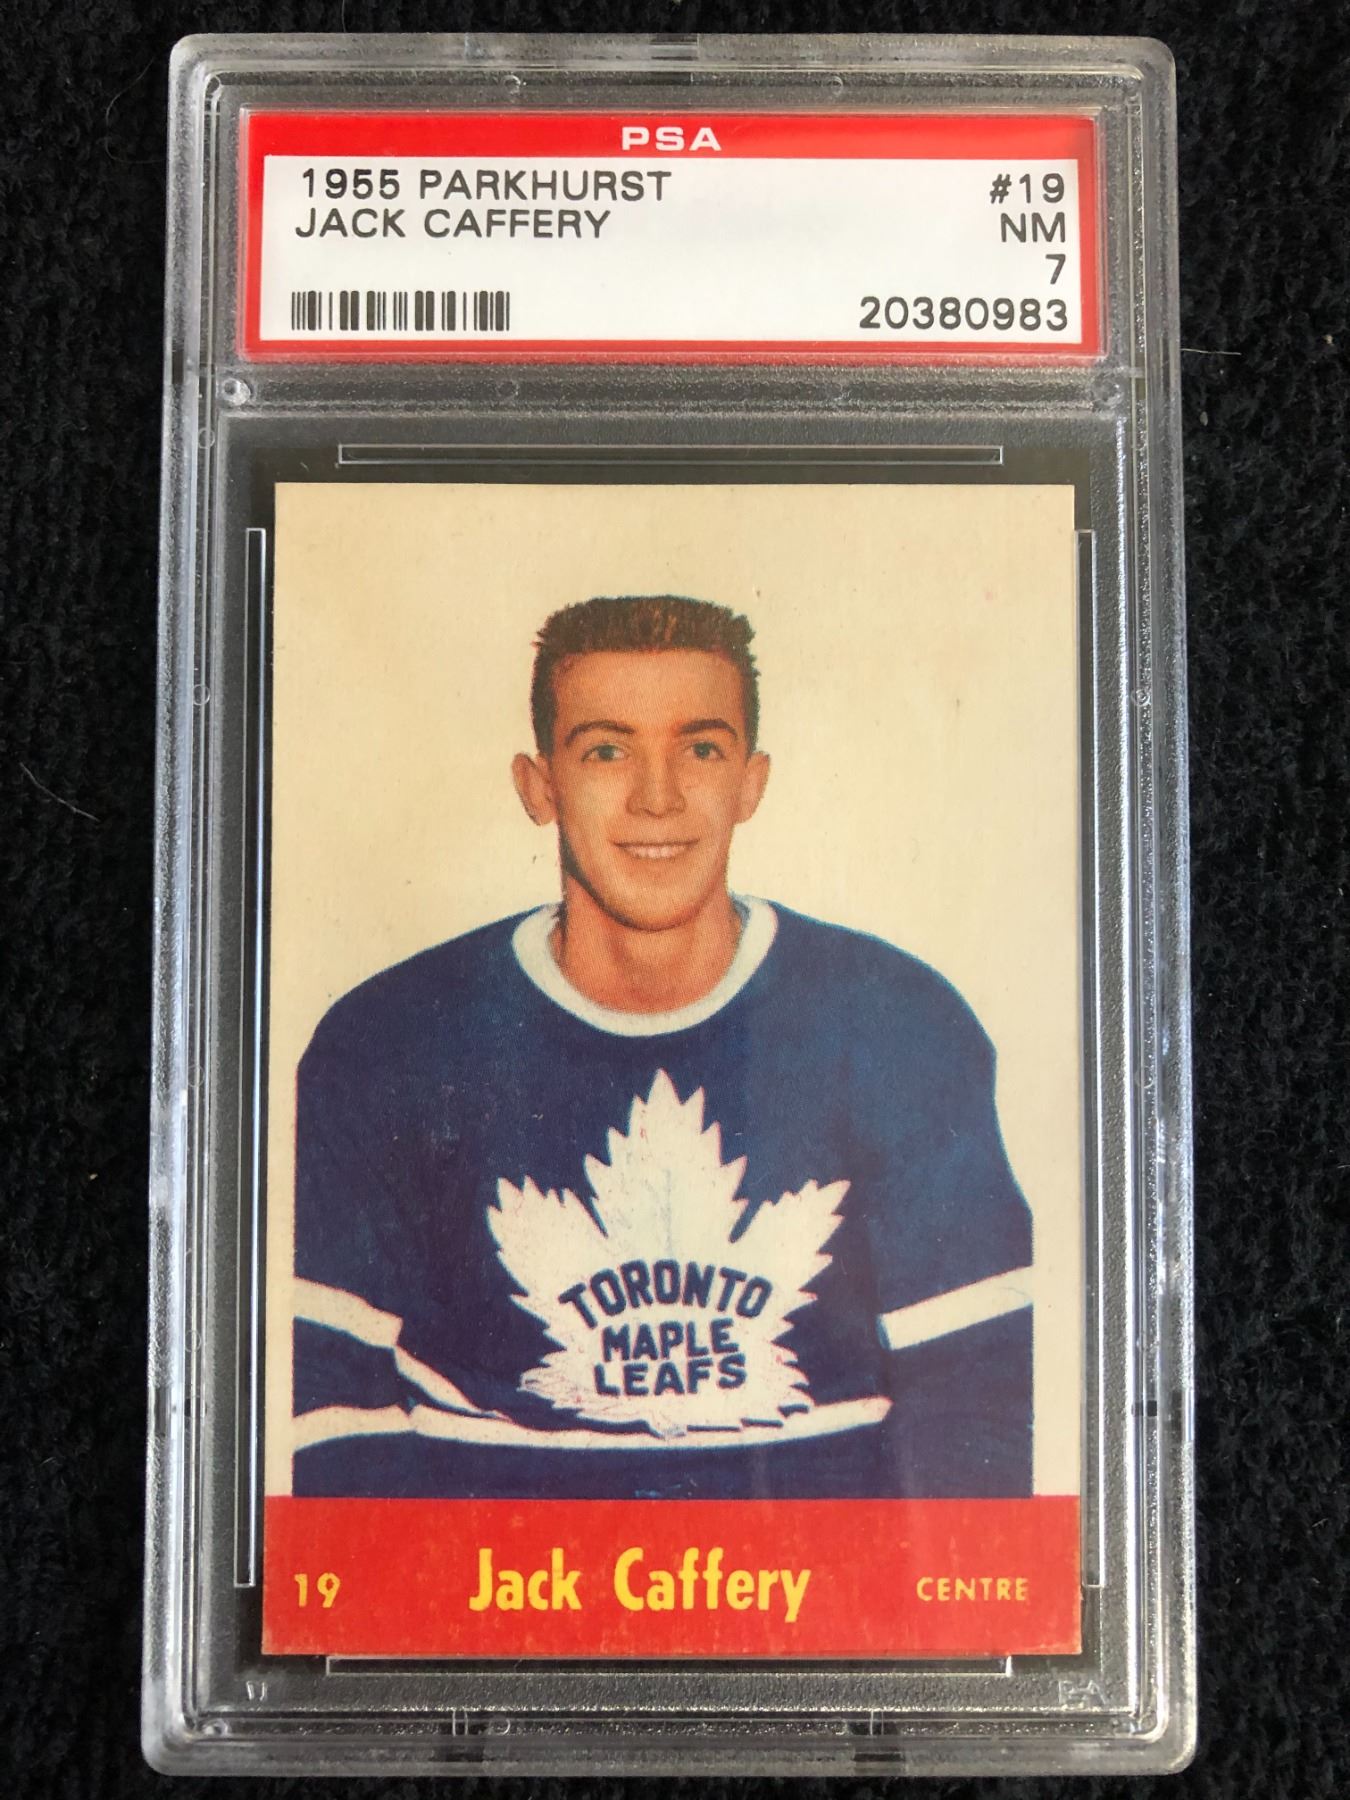 PSA
1955 PARKHURST #19
JACK CAFFERY NM
7
20380983
TORONTO
MAPLE
LEAFS
19 Jack Caffery CENTRE